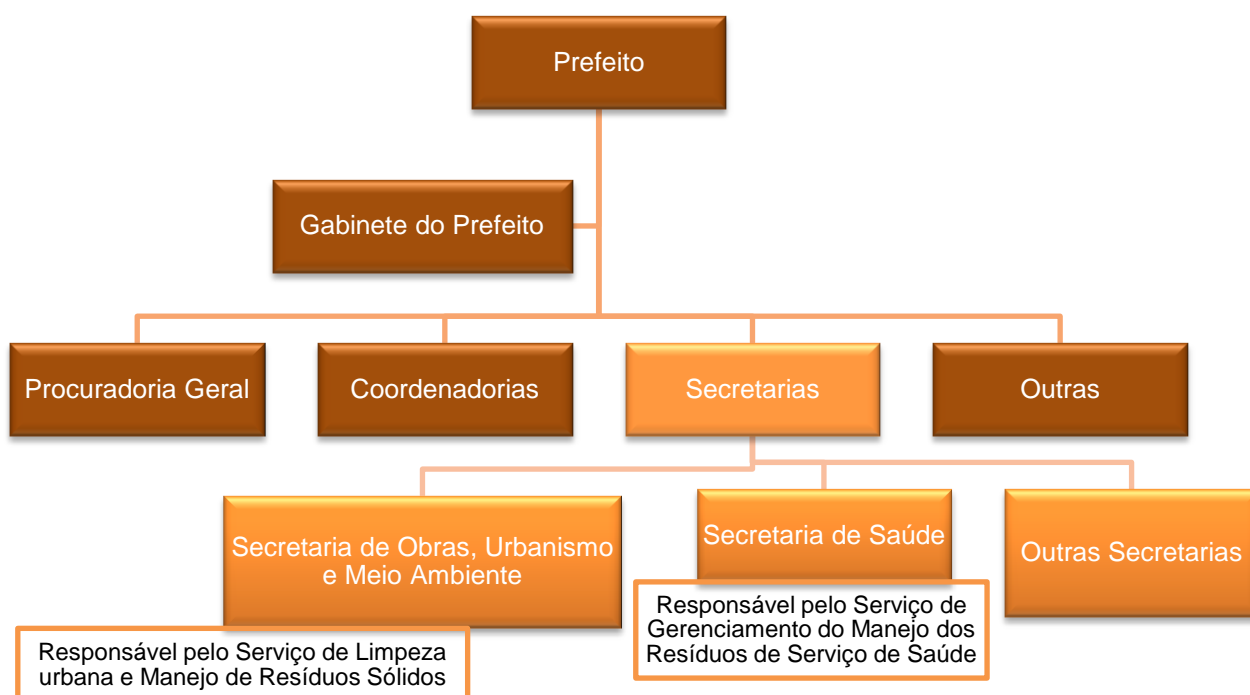 Prefeito
Gabinete do Prefeito
Procuradoria Geral
Coordenadorias
Secretarias
Outras
Secretaria de Obras, Urbanismo
e Meio Ambiente
Responsável pelo Serviço de Limpeza
urbana e Manejo de Resíduos Sólidos
Secretaria de Saúde
Responsável pelo Serviço de
Gerenciamento do Manejo dos
Resíduos de Serviço de Saúde
Outras Secretarias